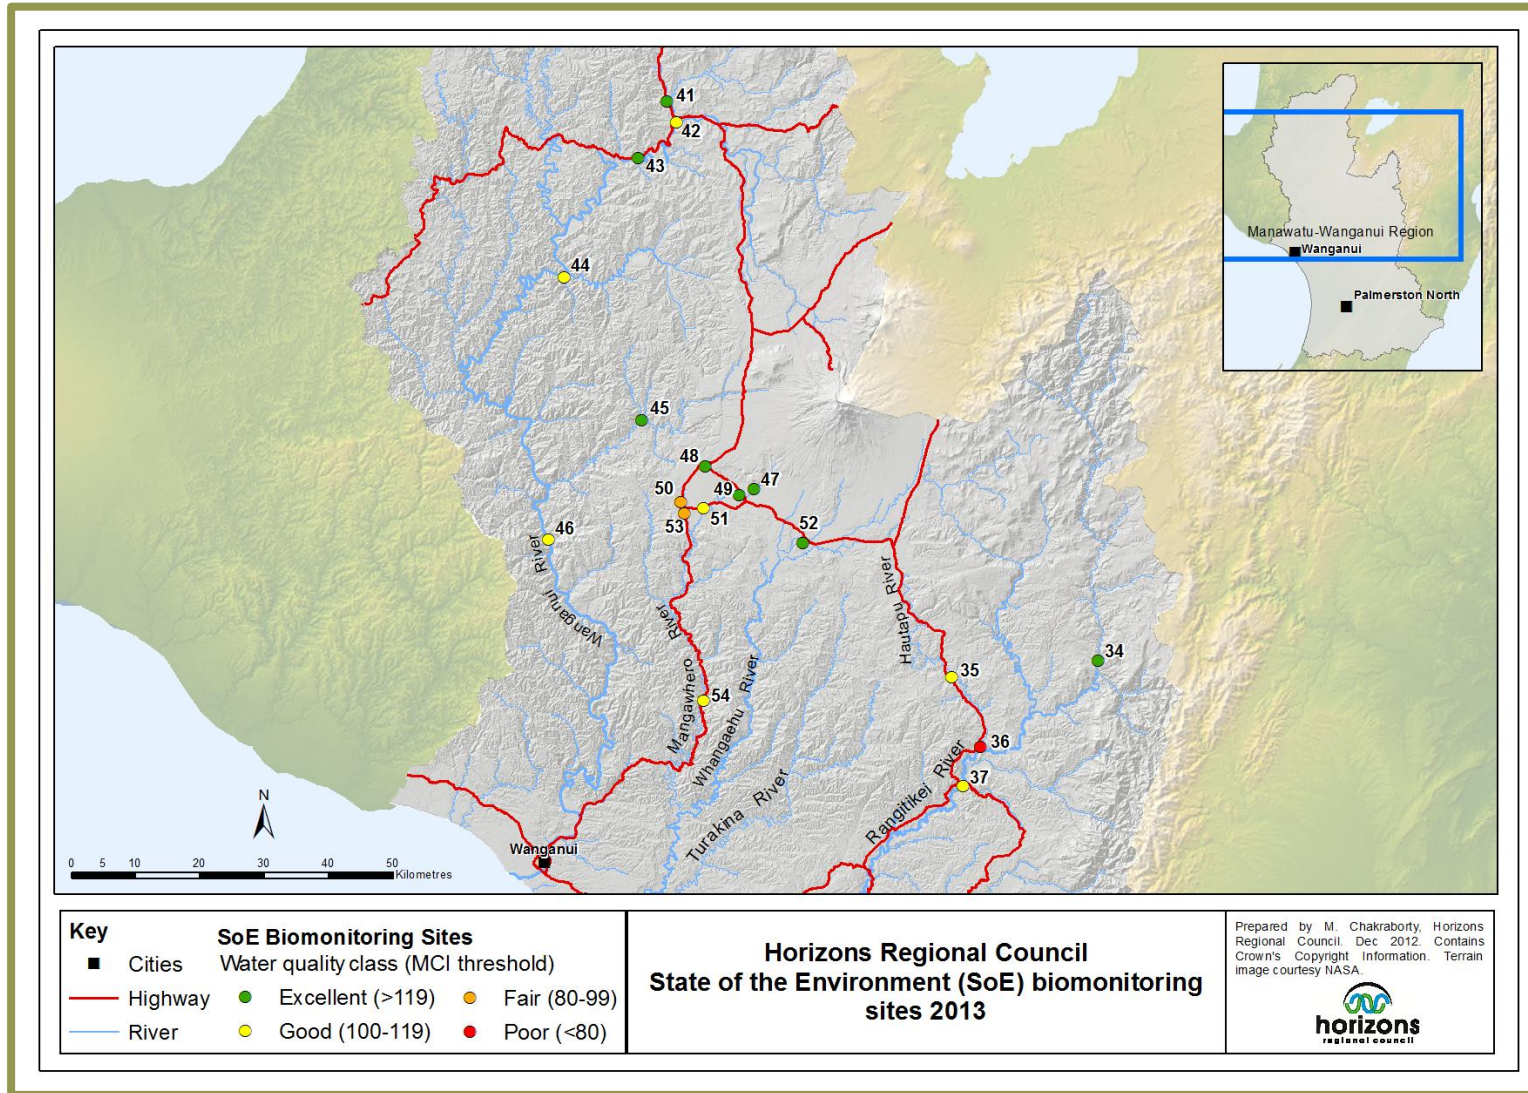 41
42
43
44
45
46
48
47
49
50
51
53
52
34
35
36
37
54
Wanganui River
Mangawhero River
Whangaehu River
Turakina River
Hautapu River
Rangitikei River
Wanganui
N
0 5 10 20 30 40 50
Kilometres
Manawatu-Wanganui Region
Wanganui
Palmerston North
Key
Cities
Highway
River
SoE Biomonitoring Sites
Water quality class (MCI threshold)
Excellent (>119)
Fair (80-99)
Good (100-119)
Poor (<80)
Horizons Regional Council
State of the Environment (SoE) biomonitoring
sites 2013
Prepared by M. Chakraborty, Horizons
Regional Council. Dec 2012. Contains
Crown's Copyright Information. Terrain
image courtesy NASA.
horizons
regional council